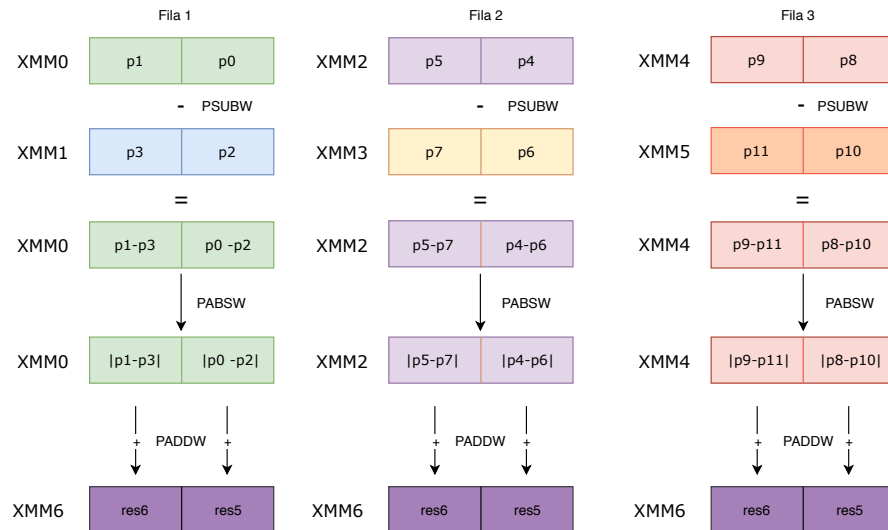 Fila 1 Fila 2 Fila 3
XMM0 p1 p0 XMM2 p5 p4 XMM4 p9 p8
- PSUBW - PSUBW - PSUBW
XMM1 p3 p2 XMM3 p7 p6 XMM5 p11 p10
= = =
XMM0 p1-p3 p0 -p2 XMM2 p5-p7 p4-p6 XMM4 p9-p11 p8-p10
PABSW PABSW PABSW
XMM0 |p1-p3| |p0 -p2| XMM2 |p5-p7| |p4-p6| XMM4 |p9-p11| |p8-p10|
+ PADDW + + PADDW + + PADDW +
XMM6 res6 res5 XMM6 res6 res5 XMM6 res6 res5